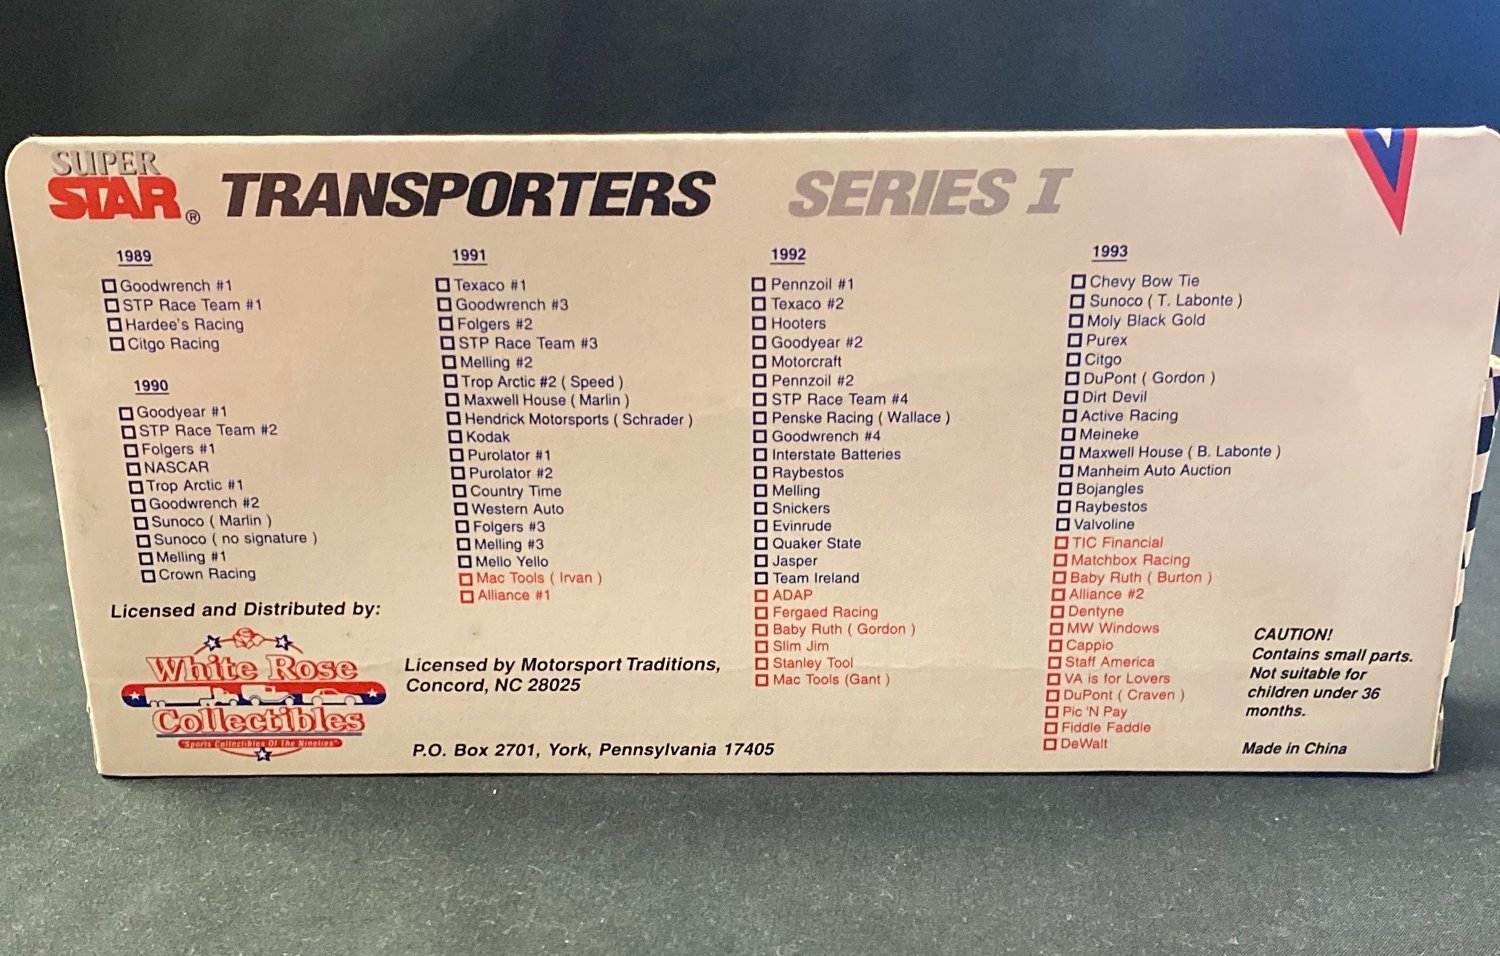 SUPER
STAR ® TRANSPORTERS SERIES I
1989
Goodwrench #1
STP Race Team #1
Hardee's Racing
Citgo Racing
1990
Goodyear #1
STP Race Team #2
Folgers #1
NASCAR
Trop Arctic #1
Goodwrench #2
Sunoco ( Marlin )
Sunoco ( no signature )
Melling #1
Crown Racing
1991
Texaco #1
Goodwrench #3
Folgers #2
STP Race Team #3
Melling #2
Trop Arctic #2 ( Speed )
Maxwell House ( Marlin )
Hendrick Motorsports ( Schrader )
Kodak
Purolator #1
Purolator #2
Country Time
Western Auto
Folgers #3
Melling #3
Mello Yello
Mac Tools ( Irvan )
Alliance #1
1992
Pennzoil #1
Texaco #2
Hooters
Goodyear #2
Motorcraft
Pennzoil #2
STP Race Team #4
Penske Racing ( Wallace )
Goodwrench #4
Interstate Batteries
Raybestos
Melling
Snickers
Evinrude
Quaker State
Jasper
Team Ireland
ADAP
Fergaed Racing
Baby Ruth ( Gordon )
Slim Jim
Stanley Tool
Mac Tools (Gant )
1993
Chevy Bow Tie
Sunoco ( T. Labonte )
Moly Black Gold
Purex
Citgo
DuPont ( Gordon )
Dirt Devil
Active Racing
Meineke
Maxwell House ( B. Labonte )
Manheim Auto Auction
Bojangles
Raybestos
Valvoline
TIC Financial
Matchbox Racing
Baby Ruth ( Burton )
Alliance #2
Dentyne
MW Windows
Cappio
Staff America
VA is for Lovers
DuPont ( Craven )
Pic 'N Pay
Fiddle Faddle
DeWalt
Licensed and Distributed by:
White Rose
Collectibles
"Sports Collectibles Of The Nineties"
Licensed by Motorsport Traditions,
Concord, NC 28025
P.O. Box 2701, York, Pennsylvania 17405
CAUTION!
Contains small parts.
Not suitable for
children under 36
months.
Made in China